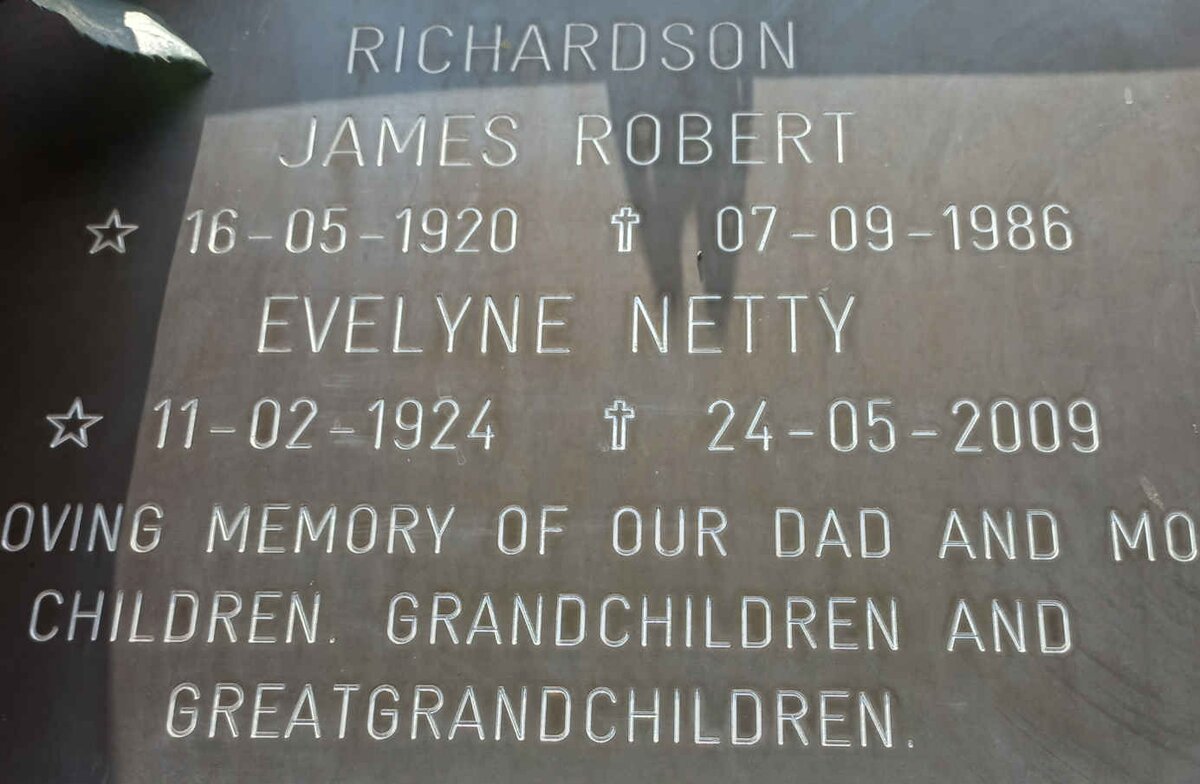 RICHARDSON
JAMES ROBERT
☆ 16-05-1920 ✝ 07-09-1986
EVELYNE NETTY
☆ 11-02-1924 ✝ 24-05-2009
OVING MEMORY OF OUR DAD AND MO
CHILDREN. GRANDCHILDREN AND
GREATGRANDCHILDREN.